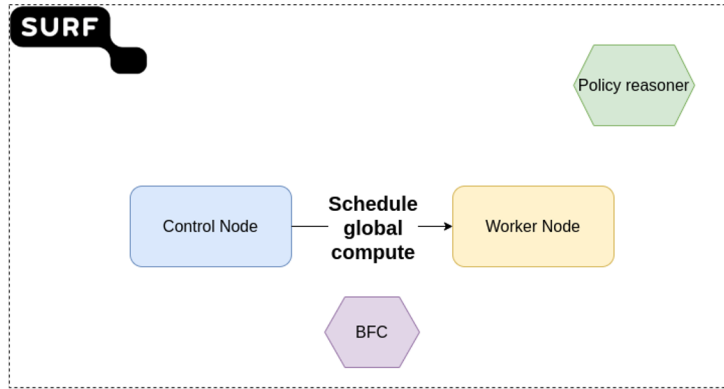 SURF
Policy reasoner
Control Node
Schedule
global
compute
Worker Node
BFC